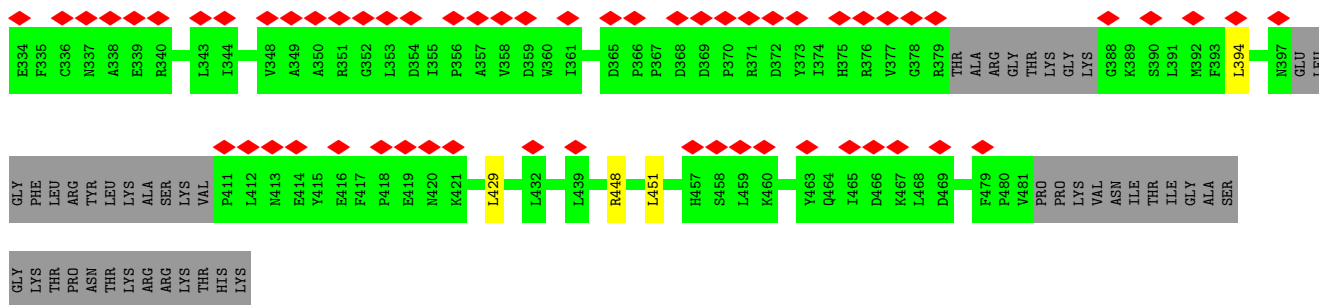 E334 F335 C336 N337 A338 E339 R340 L343 I344 V348 A349 A350 R351 G352 L353 D354 I355 P356 A357 V358 D359 W360 I361 D365 P366 P367 D368 D369 P370 R371 D372 Y373 I374 H375 R376 V377 G378 R379 THR ALA ARG GLY THR LYS GLY LYS G388 K389 S390 L391 M392 F393 L394 N397 GLU LEU
GLY PHE LEU ARG TYR LEU LYS ALA SER LYS VAL P411 L412 N413 E414 Y415 E416 F417 P418 E419 N420 K421 L429 L432 L439 R448 L451 H457 S458 L459 K460 Y463 Q464 I465 D466 K467 L468 D469 F479 P480 V481 PRO PRO LYS VAL ASN ILE THR ILE GLY ALA SER
GLY LYS THR PRO ASN THR LYS ARG ARG LYS THR HIS LYS